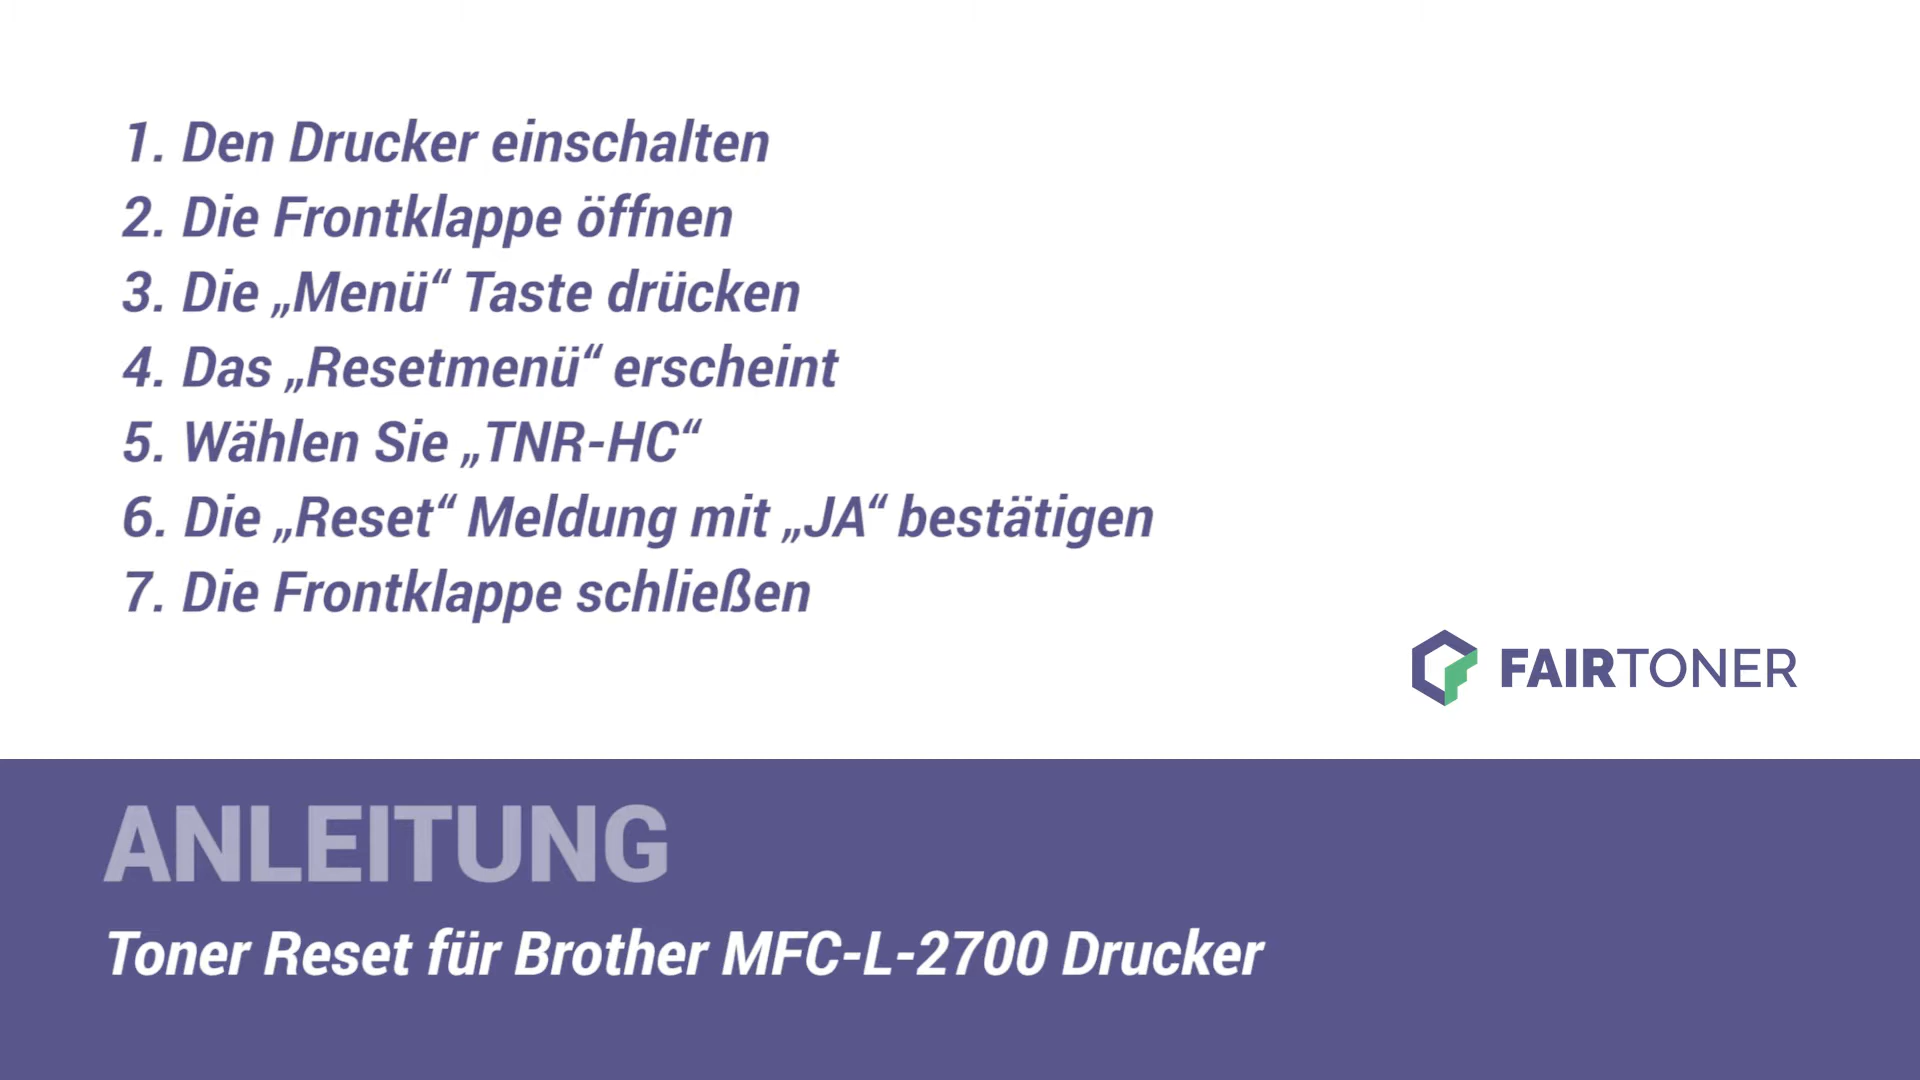 1. Den Drucker einschalten
2. Die Frontklappe öffnen
3. Die „Menü“ Taste drücken
4. Das „Resetmenü“ erscheint
5. Wählen Sie „TNR-HC“
6. Die „Reset“ Meldung mit „JA“ bestätigen
7. Die Frontklappe schließen
FAIRTONER
ANLEITUNG
Toner Reset für Brother MFC-L-2700 Drucker